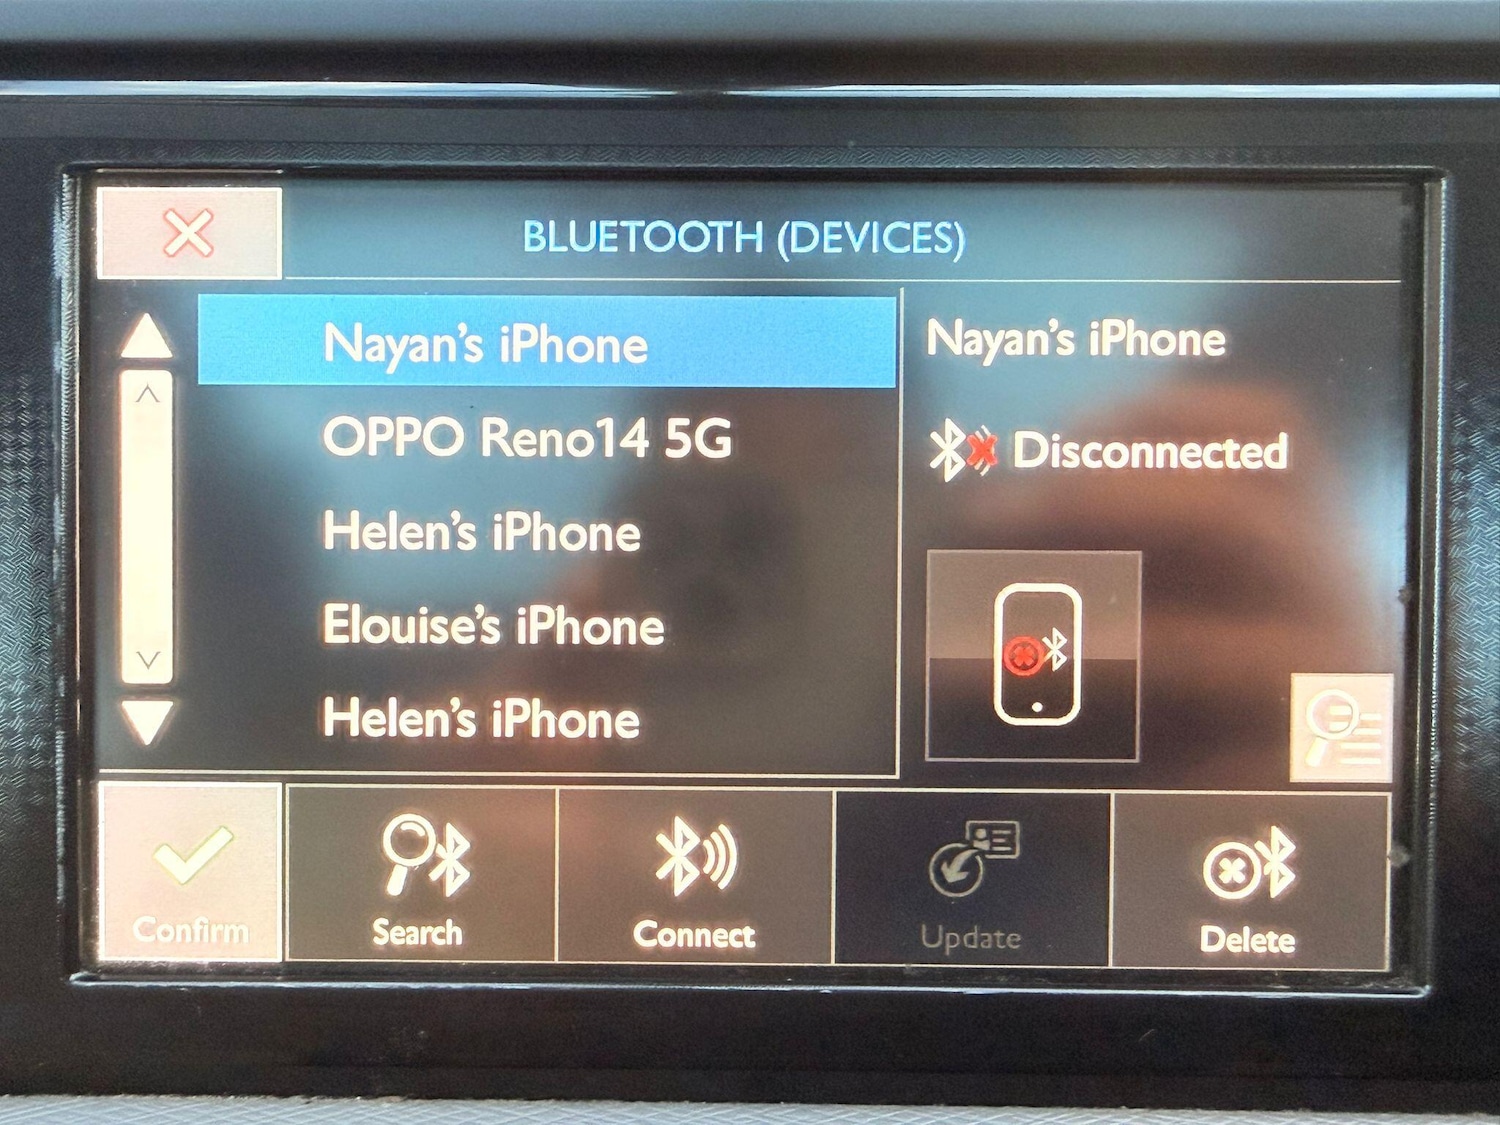 BLUETOOTH (DEVICES)
Nayan's iPhone
OPPO Reno14 5G
Helen's iPhone
Elouise's iPhone
Helen's iPhone
Nayan's iPhone
Disconnected
Confirm
Search
Connect
Update
Delete